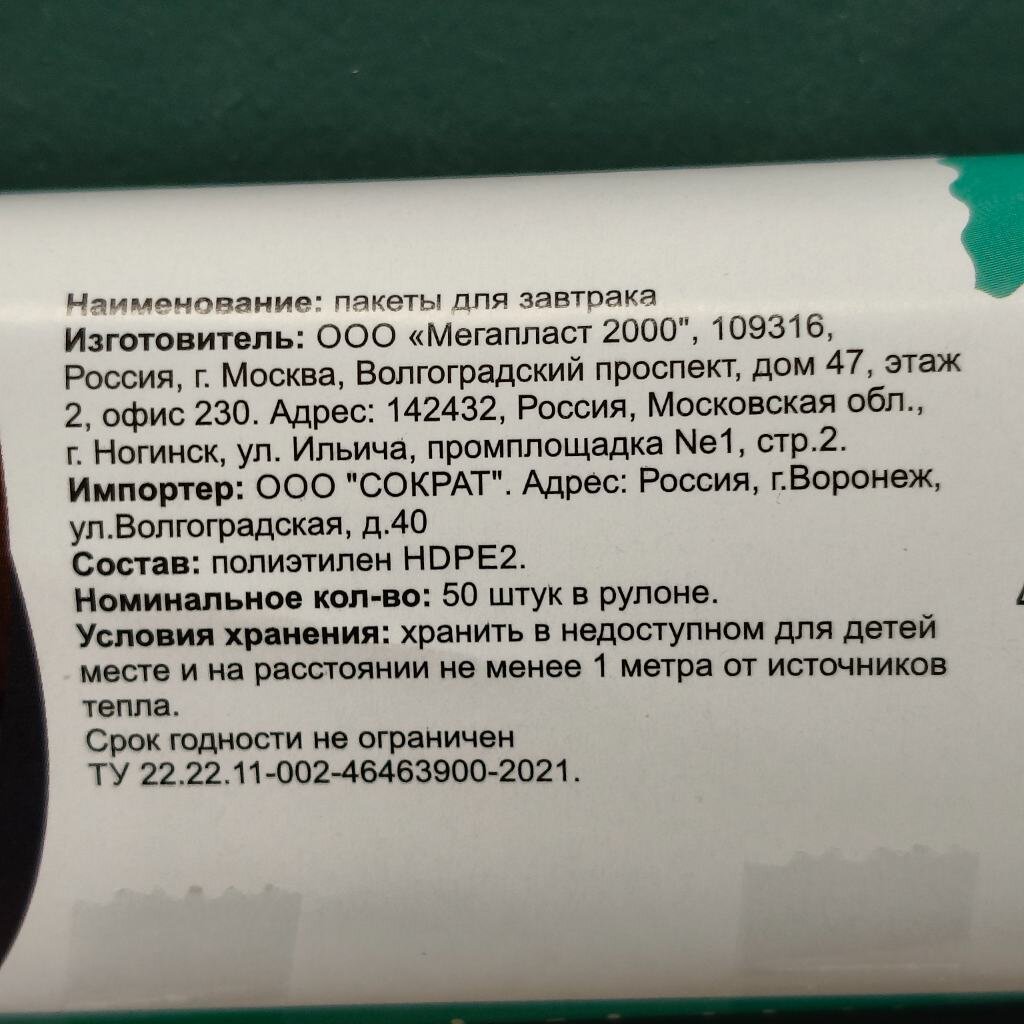 Наименование: пакеты для завтрака
Изготовитель: ООО «Мегапласт 2000", 109316,
Россия, г. Москва, Волгоградский проспект, дом 47, этаж
2, офис 230. Адрес: 142432, Россия, Московская обл.,
г. Ногинск, ул. Ильича, промплощадка Ne1, стр.2.
Импортер: ООО "СОКРАТ". Адрес: Россия, г.Воронеж,
ул.Волгоградская, д.40
Состав: полиэтилен HDPE2.
Номинальное кол-во: 50 штук в рулоне.
Условия хранения: хранить в недоступном для детей
месте и на расстоянии не менее 1 метра от источников
тепла.
Срок годности не ограничен
ТУ 22.22.11-002-46463900-2021.